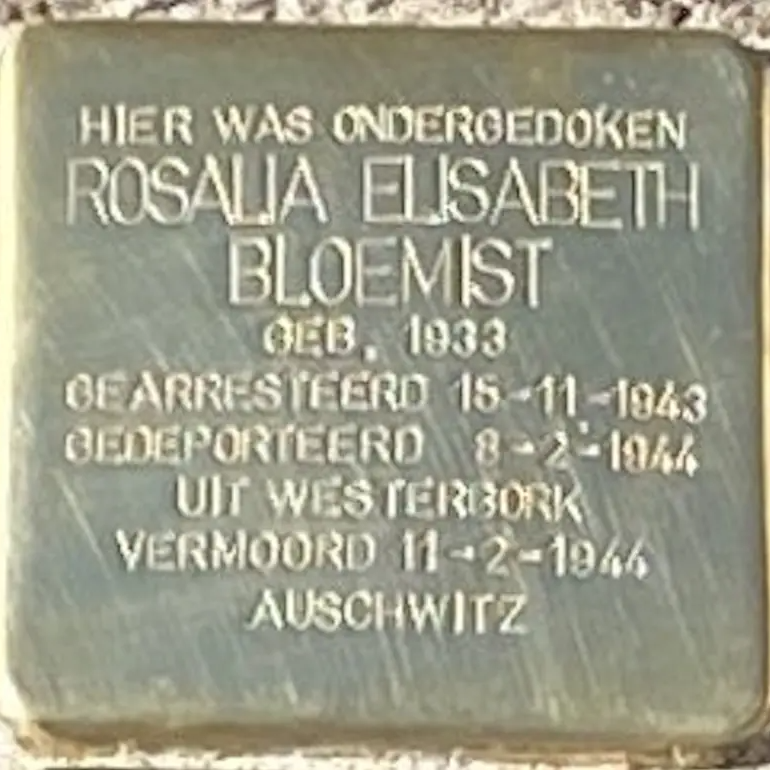 HIER WAS ONDERGEDOKEN
ROSALIA ELISABETH
BLOEMIST
GEB. 1933
GEARRESTEERD 15-11-1943
GEDEPORTEERD 8-2-1944
UIT WESTERBORK
VERMOORD 11-2-1944
AUSCHWITZ